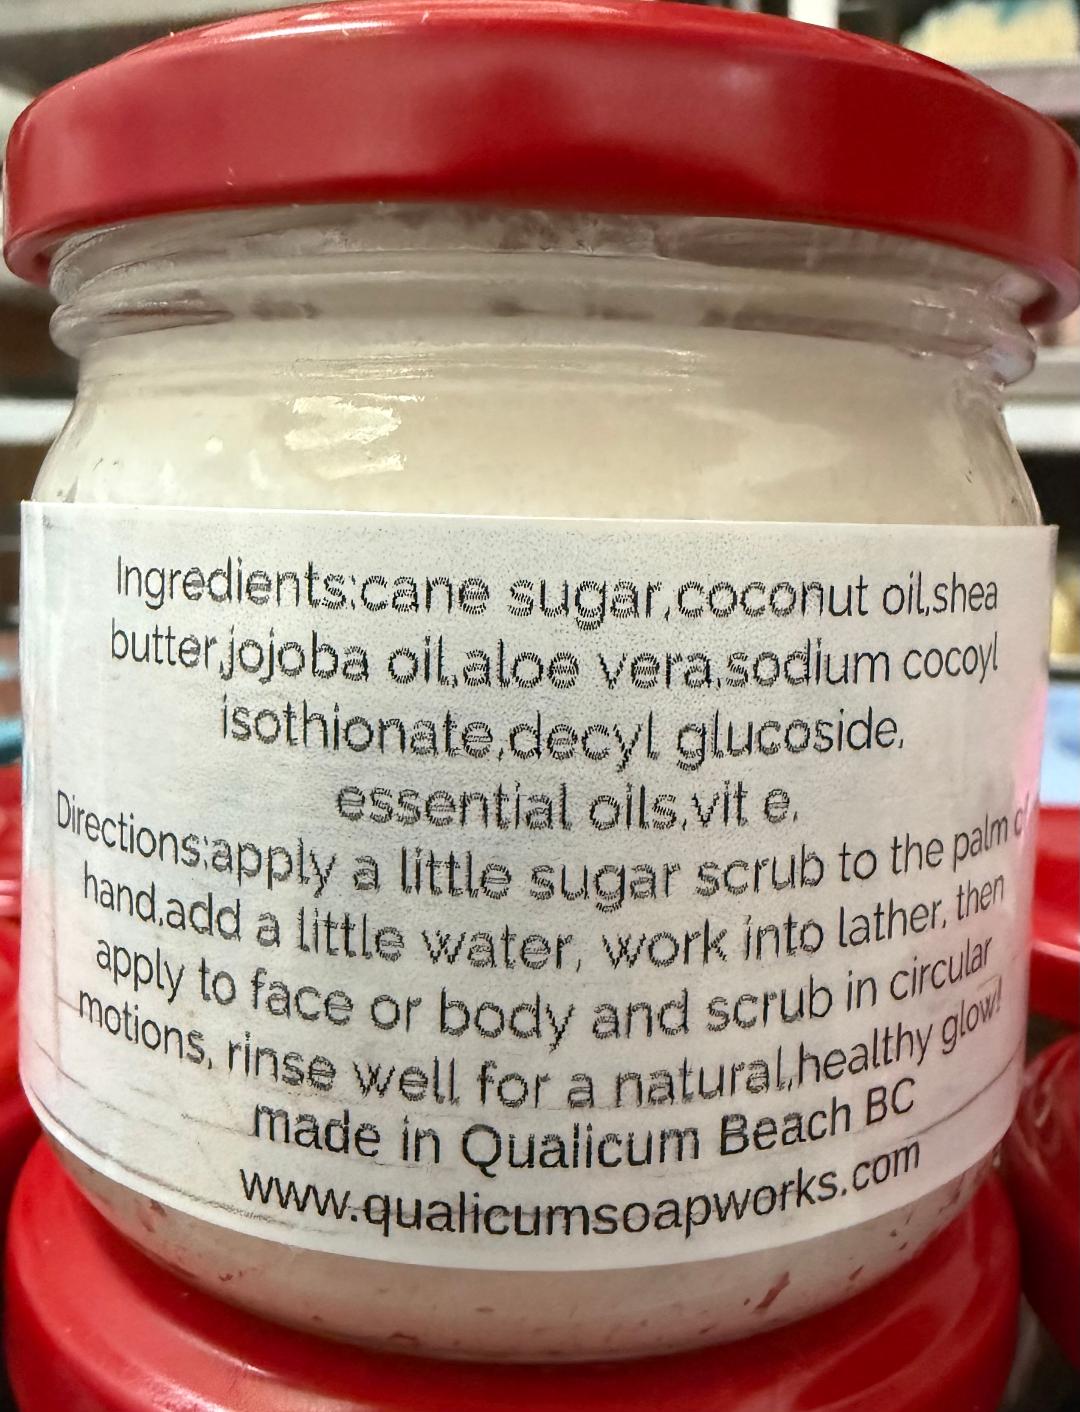 Ingredients:cane sugar,coconut oil,shea
butter,jojoba oil,aloe vera,sodium cocoyl
isothionate,decyl glucoside,
essential oils,vit e.
Directions:apply a little sugar scrub to the palm
hand,add a little water, work into lather, then
apply to face or body and scrub in circular
motions, rinse well for a natural,healthy glow!
made in Qualicum Beach BC
www.qualicumsoapworks.com